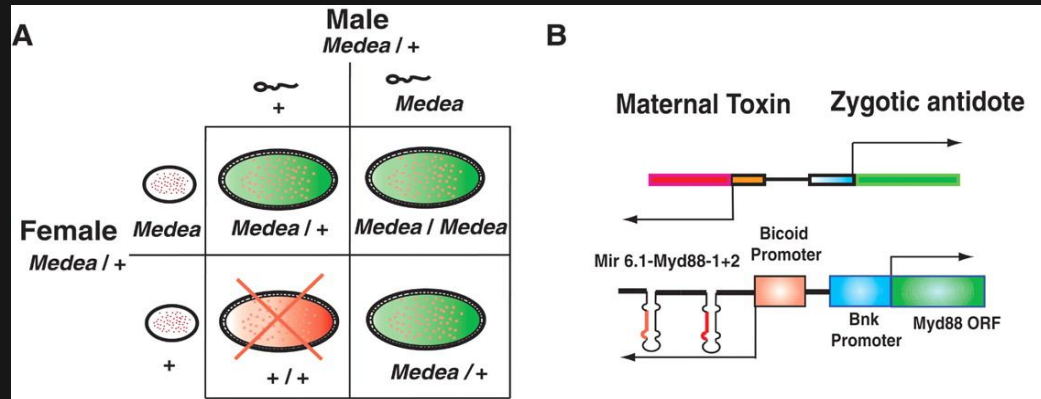 A
Male
Medea / +
+
Medea
Female
Medea / +
Medea
Medea / +
Medea / Medea
+
+ / +
Medea / +
B
Maternal Toxin
Zygotic antidote
Mir 6.1-Myd88-1+2
Bicoid
Promoter
Bnk
Promoter
Myd88 ORF